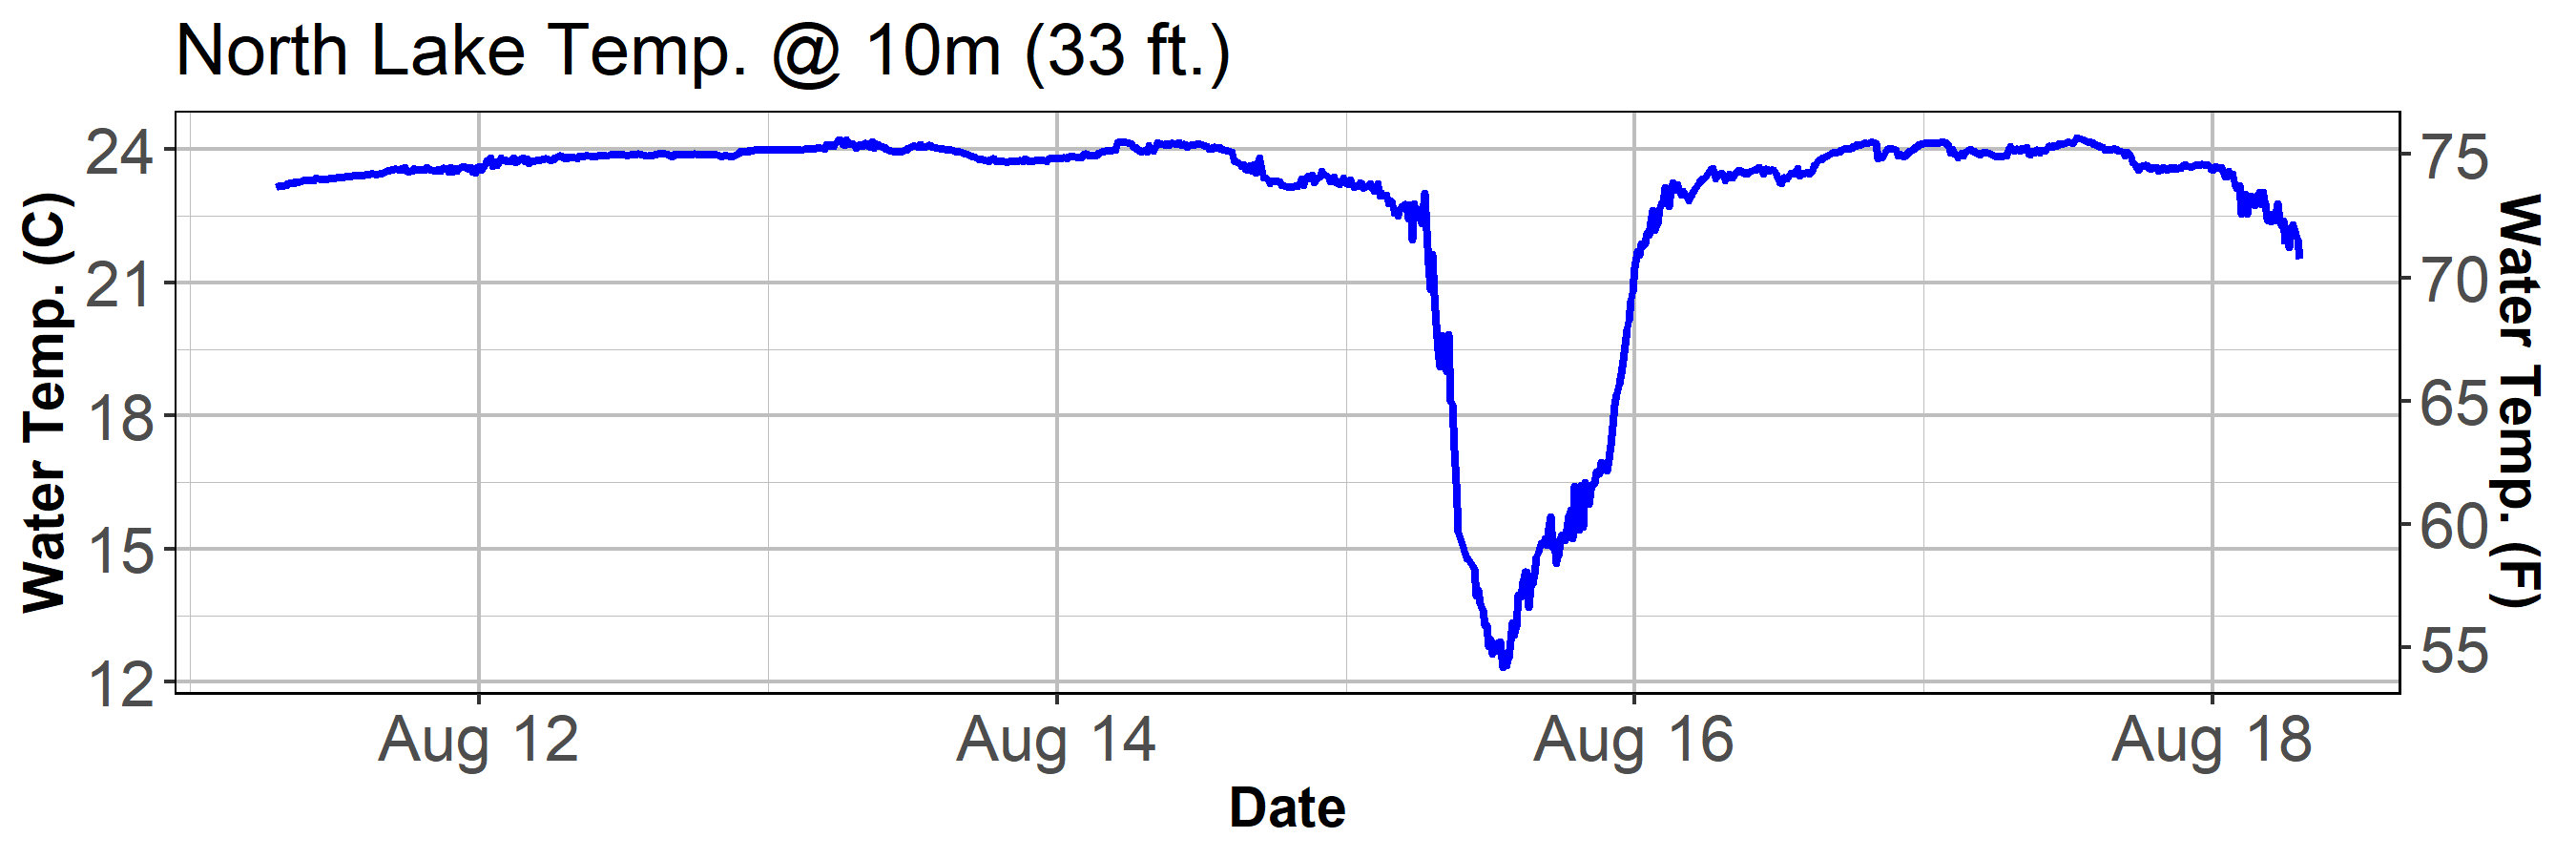 North Lake Temp. @ 10m (33 ft.)
Water Temp. (C)
24
21
18
15
12
75
70
65
60
55
Water Temp. (F)
Aug 12
Aug 14
Aug 16
Aug 18
Date